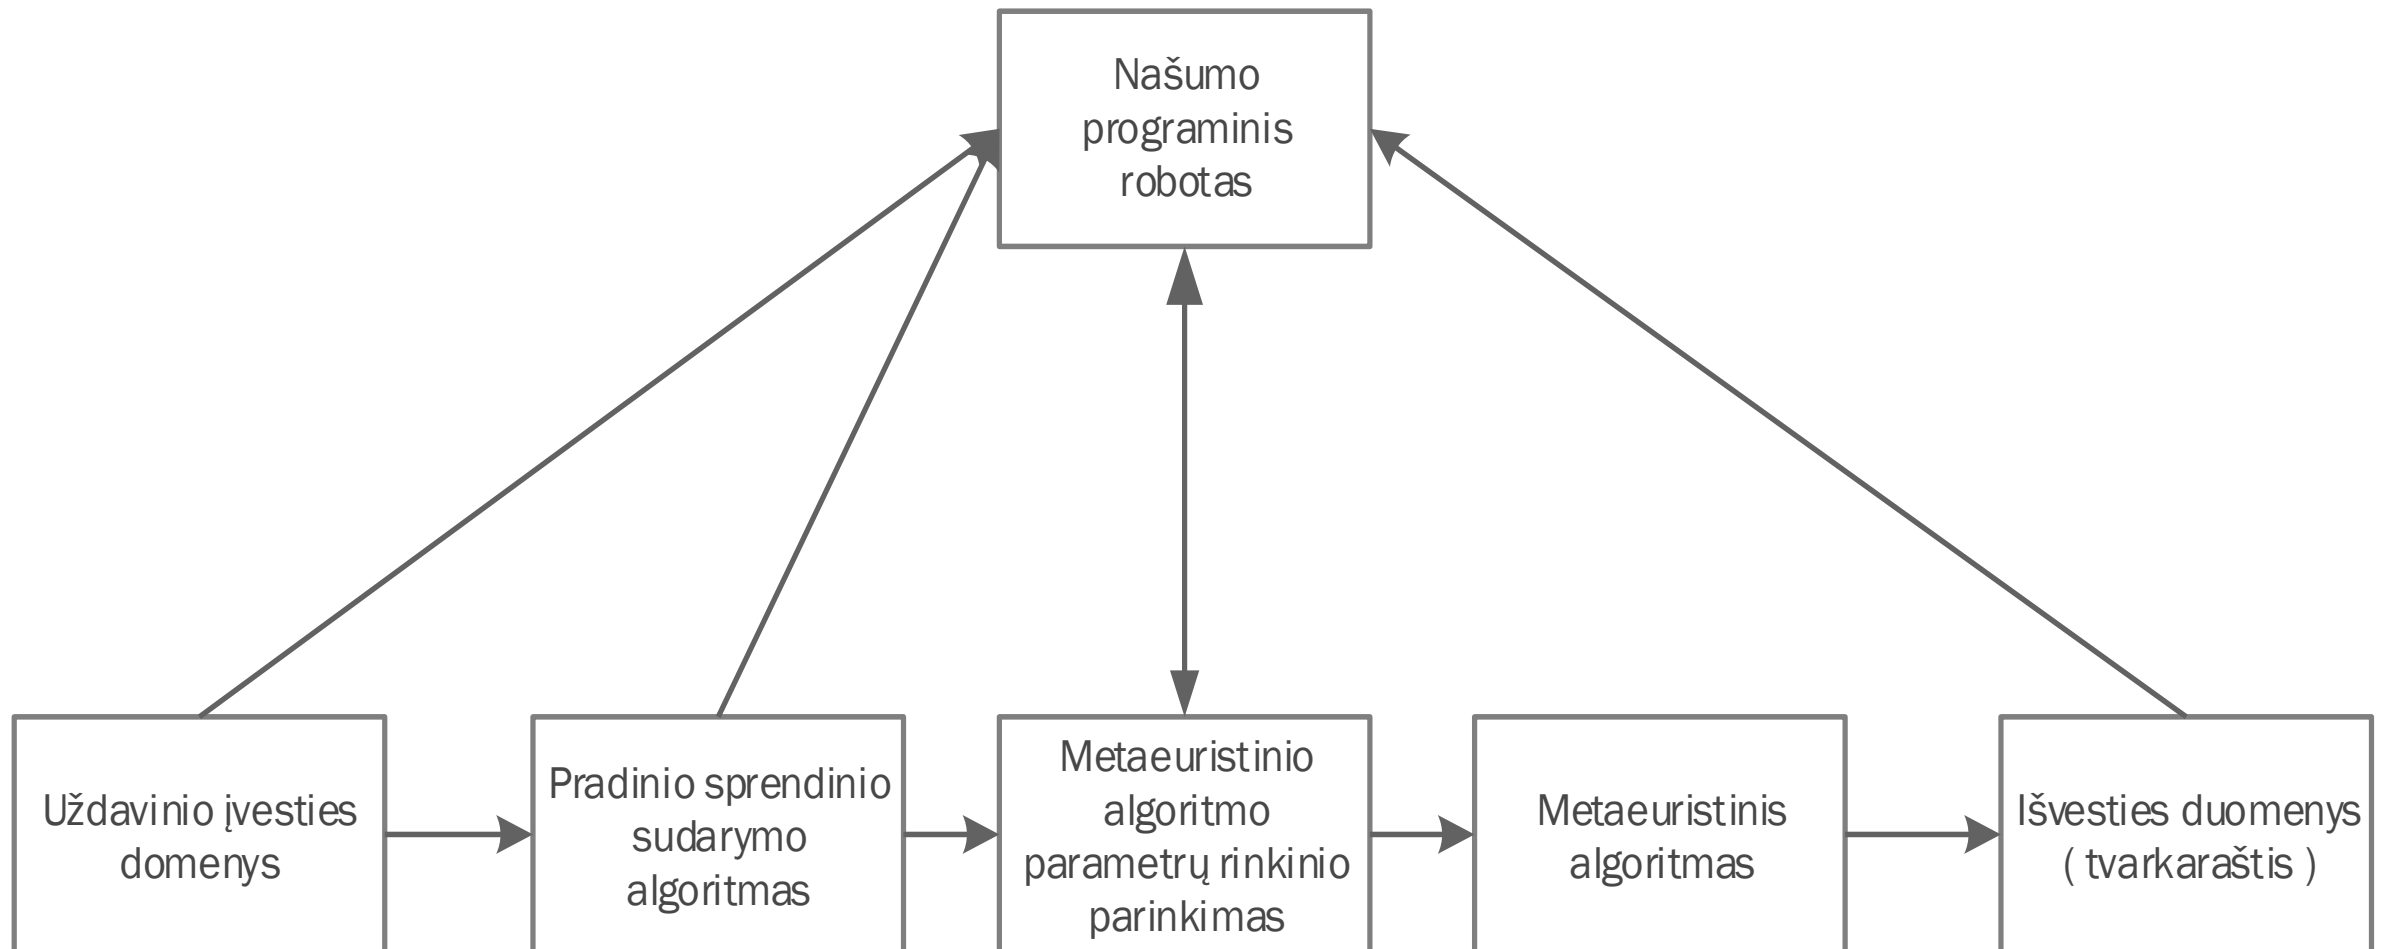 Našumo
programinis
robotas
Uždavinio įvesties
domenys
Pradinio sprendinio
sudarymo
algoritmas
Metaeuristinio
algoritmo
parametrų rinkinio
parinkimas
Metaeuristinis
algoritmas
Išvesties duomenys
( tvarkaraštis )